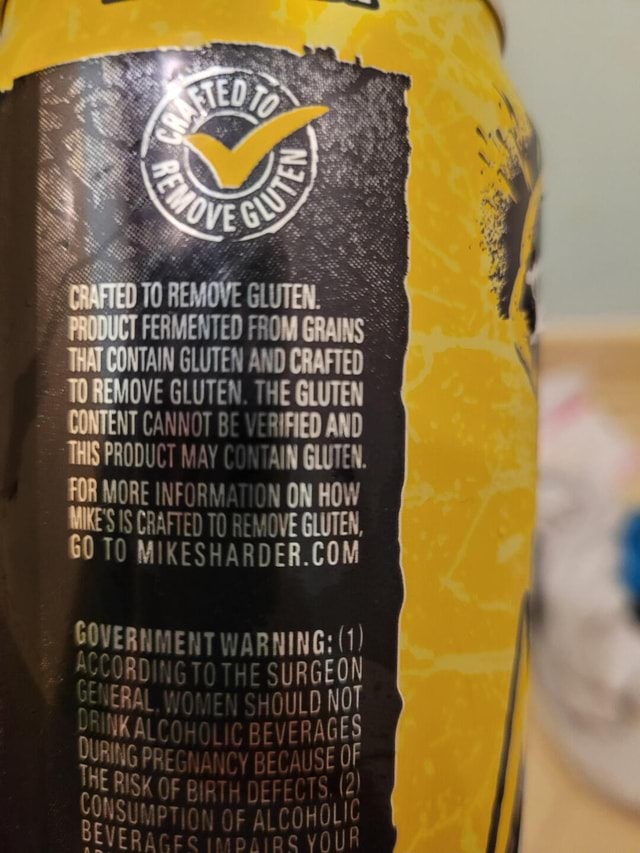 CRAFTED TO
REMOVE GLUTEN
CRAFTED TO REMOVE GLUTEN.
PRODUCT FERMENTED FROM GRAINS
THAT CONTAIN GLUTEN AND CRAFTED
TO REMOVE GLUTEN. THE GLUTEN
CONTENT CANNOT BE VERIFIED AND
THIS PRODUCT MAY CONTAIN GLUTEN.
FOR MORE INFORMATION ON HOW
MIKE'S IS CRAFTED TO REMOVE GLUTEN,
GO TO MIKESHARDER.COM
GOVERNMENT WARNING: (1)
ACCORDING TO THE SURGEON
GENERAL, WOMEN SHOULD NOT
DRINK ALCOHOLIC BEVERAGES
DURING PREGNANCY BECAUSE OF
THE RISK OF BIRTH DEFECTS. (2)
CONSUMPTION OF ALCOHOLIC
BEVERAGES IMPAIRS YOUR